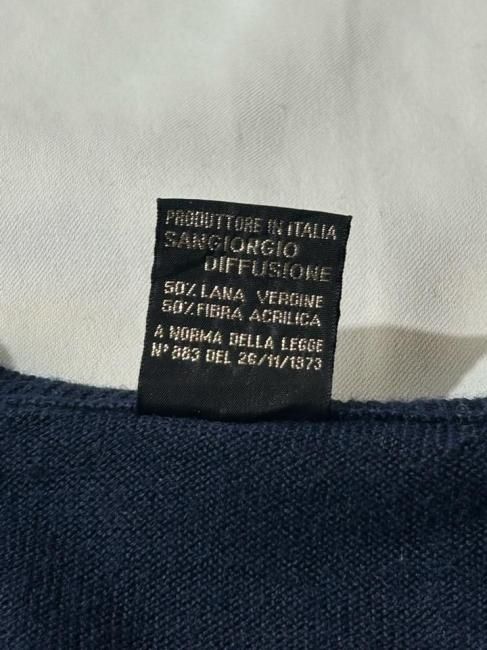 PRODUTTORE IN ITALIA
SANGIORGIO
DIFFUSIONE
50% LANA VERGINE
50% FIBRA ACRILICA
A NORMA DELLA LEGGE
N° 883 DEL 26/11/1973